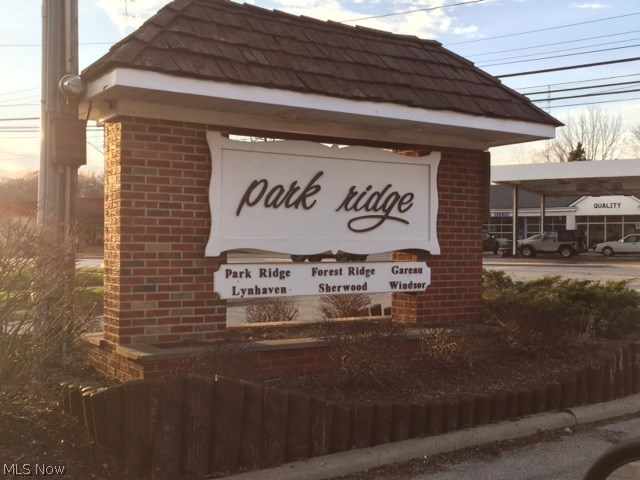 park ridge
Park Ridge Forest Ridge Gareau
Lynhaven Sherwood Windsor
QUALITY
MLS Now